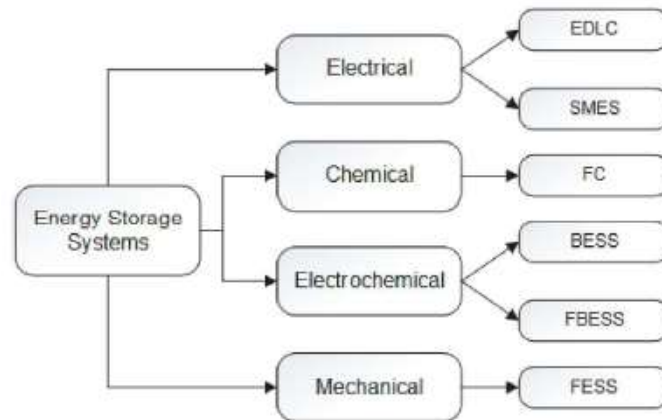 Energy Storage
Systems
Electrical
EDLC
SMES
Chemical
FC
Electrochemical
BESS
FBESS
Mechanical
FESS